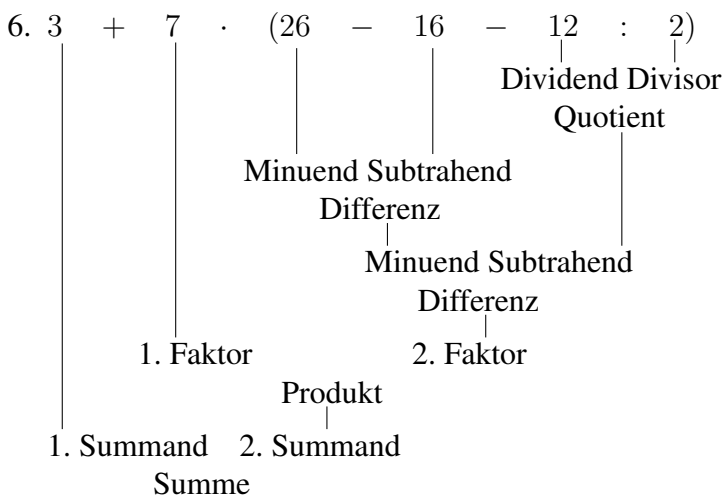 6. 3 + 7 · (26 − 16 − 12 : 2)
Dividend Divisor
Quotient
Minuend Subtrahend
Differenz
Minuend Subtrahend
Differenz
1. Faktor 2. Faktor
Produkt
1. Summand 2. Summand
Summe